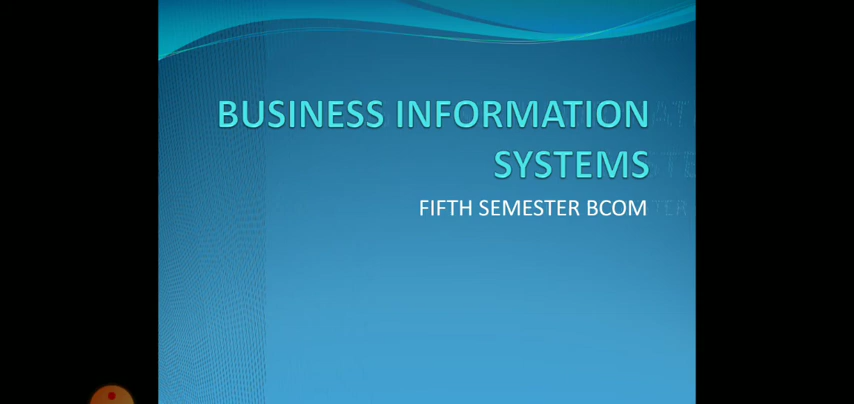 BUSINESS INFORMATION
SYSTEMS
FIFTH SEMESTER BCOM